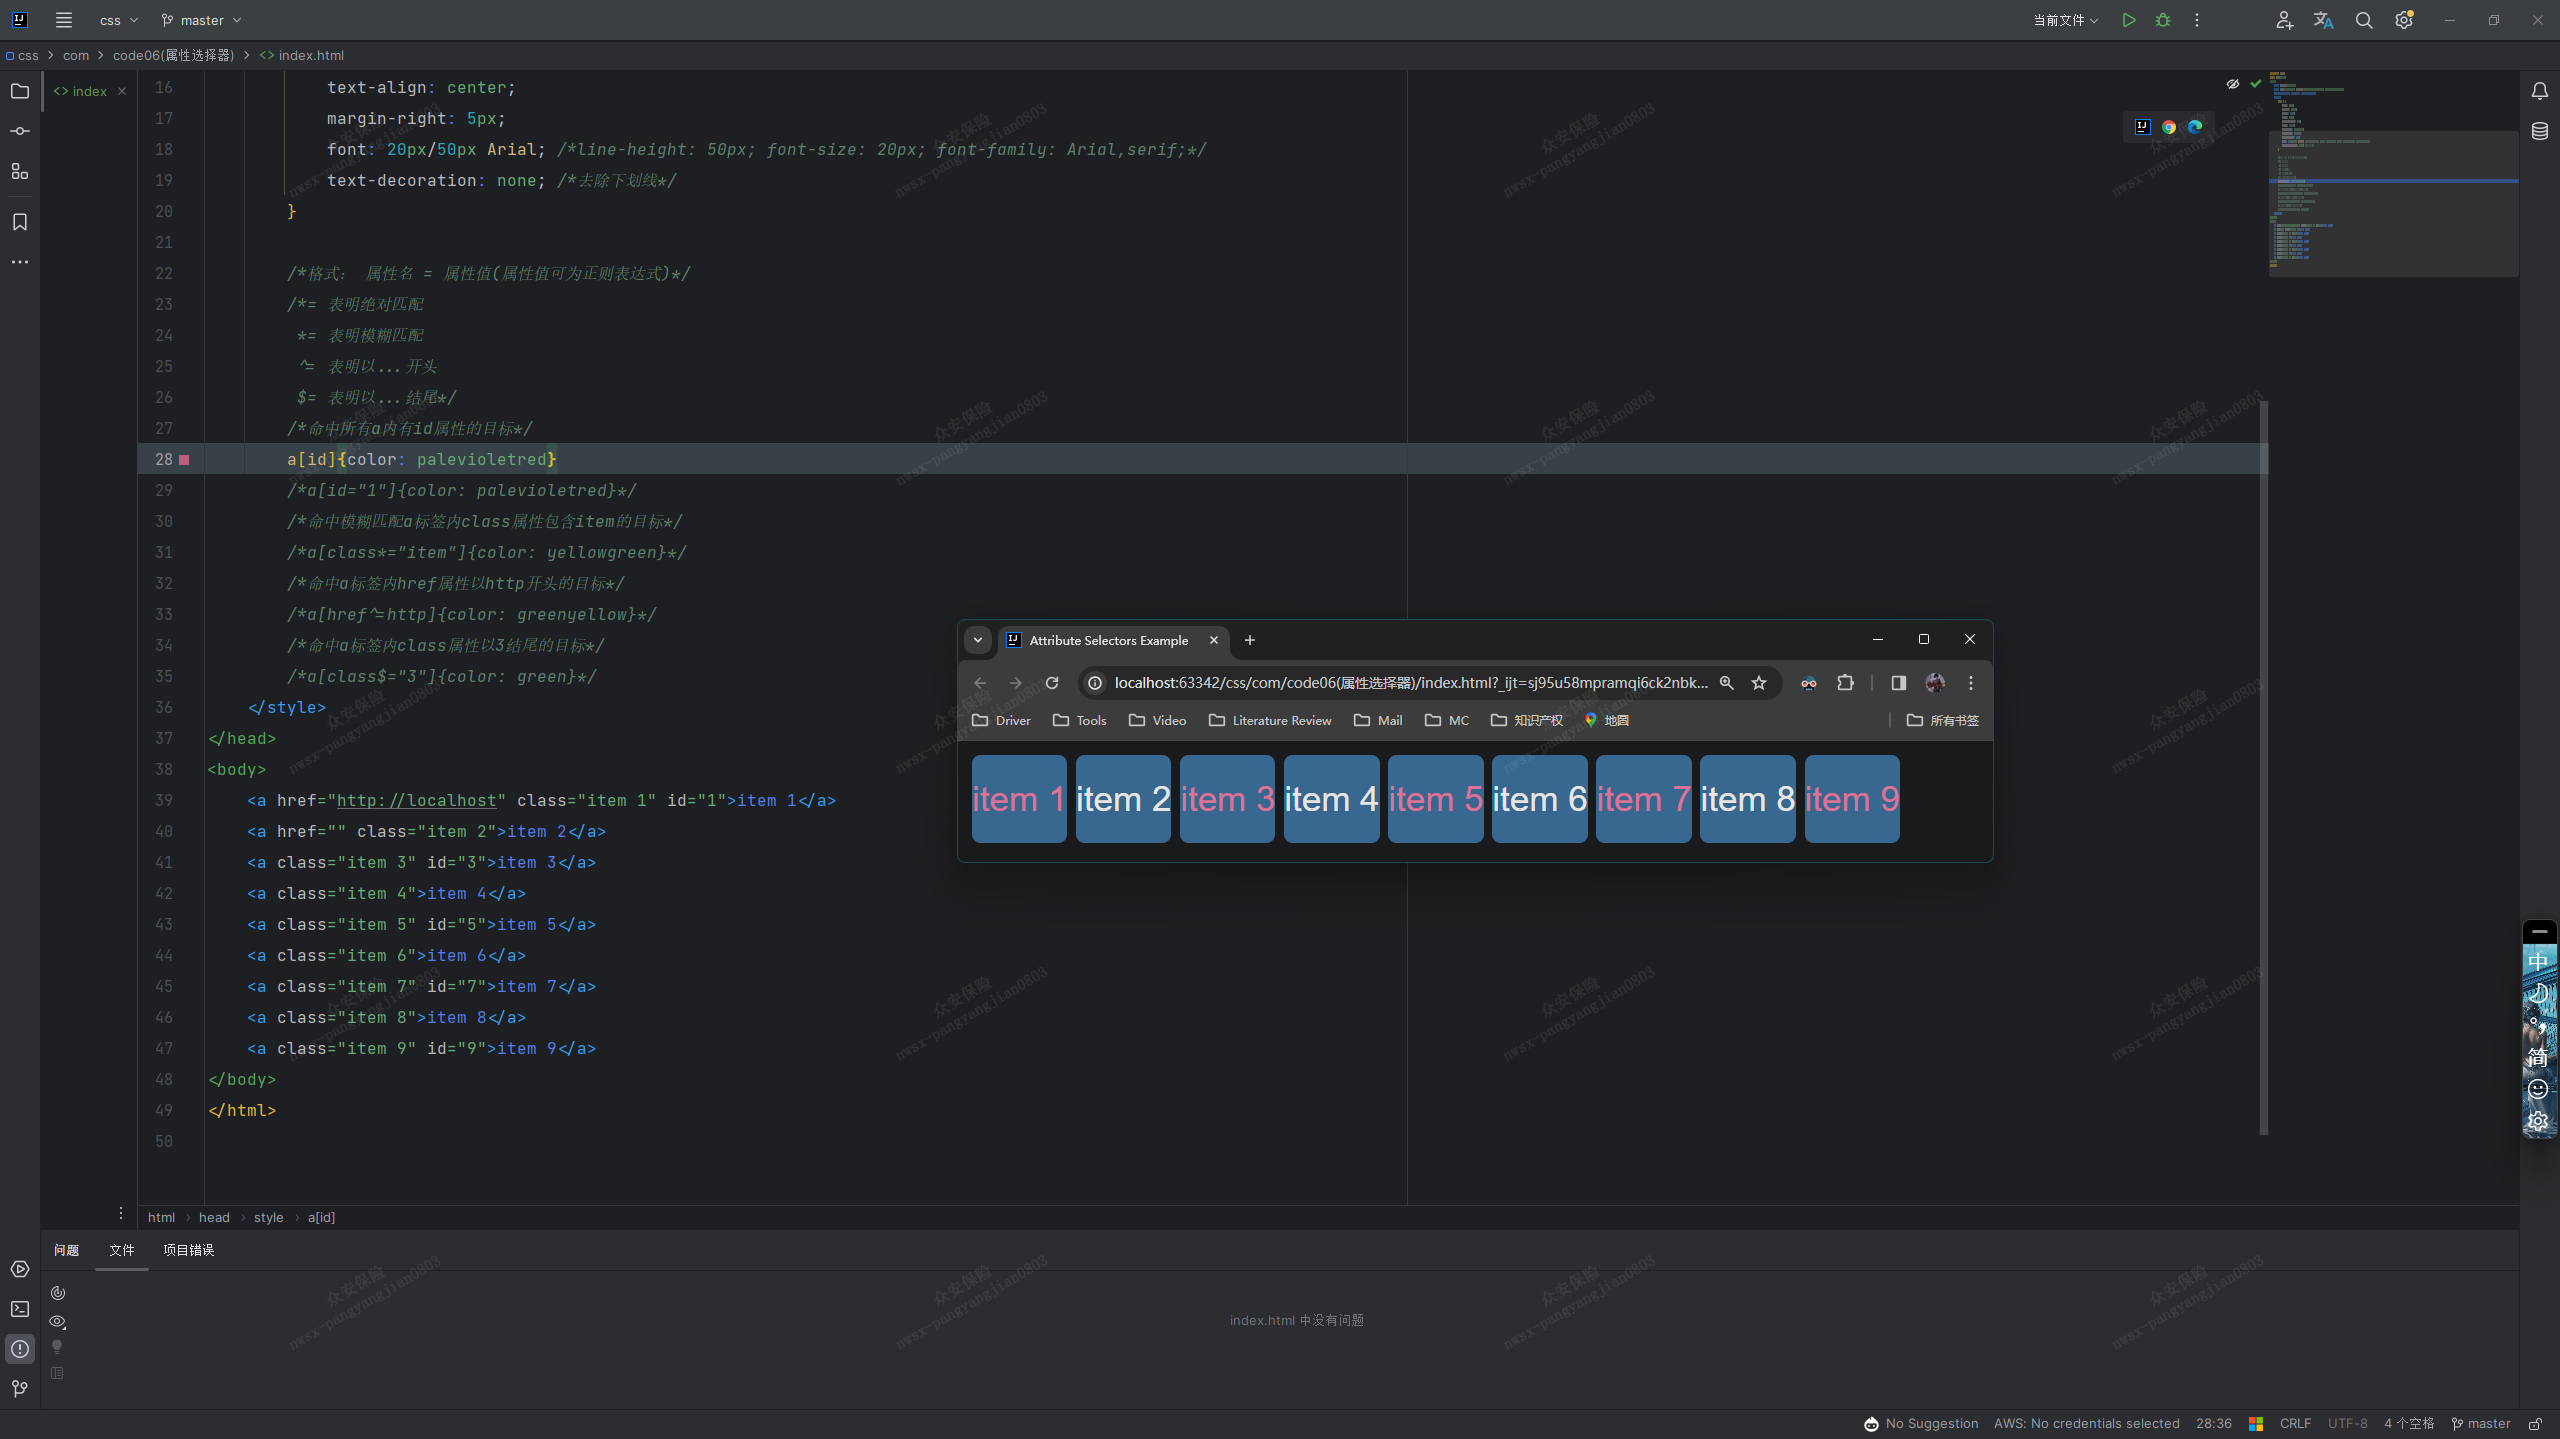 css
master
当前文件
css > com > code06(属性选择器) > <> index.html
<> index ×
16 text-align: center;
17 margin-right: 5px;
18 font: 20px/50px Arial; /*line-height: 50px; font-size: 20px; font-family: Arial,serif;*/
19 text-decoration: none; /*去除下划线*/
20 }
21
22 /*格式: 属性名 = 属性值(属性值可为正则表达式)*/
23 /*= 表明绝对匹配
24 *= 表明模糊匹配
25 ^= 表明以...开头
26 $= 表明以...结尾*/
27 /*命中所有a内有id属性的目标*/
28 a[id]{color: palevioletred}
29 /*a[id="1"]{color: palevioletred}*/
30 /*命中模糊匹配a标签内class属性包含item的目标*/
31 /*a[class*="item"]{color: yellowgreen}*/
32 /*命中a标签内href属性以http开头的目标*/
33 /*a[href^=http]{color: greenyellow}*/
34 /*命中a标签内class属性以3结尾的目标*/
35 /*a[class$="3"]{color: green}*/
36 </style>
37 </head>
38 <body>
39 <a href="http://localhost" class="item 1" id="1">item 1</a>
40 <a href="" class="item 2">item 2</a>
41 <a class="item 3" id="3">item 3</a>
42 <a class="item 4">item 4</a>
43 <a class="item 5" id="5">item 5</a>
44 <a class="item 6">item 6</a>
45 <a class="item 7" id="7">item 7</a>
46 <a class="item 8">item 8</a>
47 <a class="item 9" id="9">item 9</a>
48 </body>
49 </html>
50
Attribute Selectors Example
localhost:63342/css/com/code06(属性选择器)/index.html?_ijt=sj95u58mpramqi6ck2nbk...
Driver Tools Video Literature Review Mail MC 知识产权 地图 所有书签
item 1 item 2 item 3 item 4 item 5 item 6 item 7 item 8 item 9
中
简
html > head > style > a[id]
问题 文件 项目错误
index.html 中没有问题
No Suggestion AWS: No credentials selected 28:36 CRLF UTF-8 4 个空格 master
众安保险
nwsx-pangyangjian0803